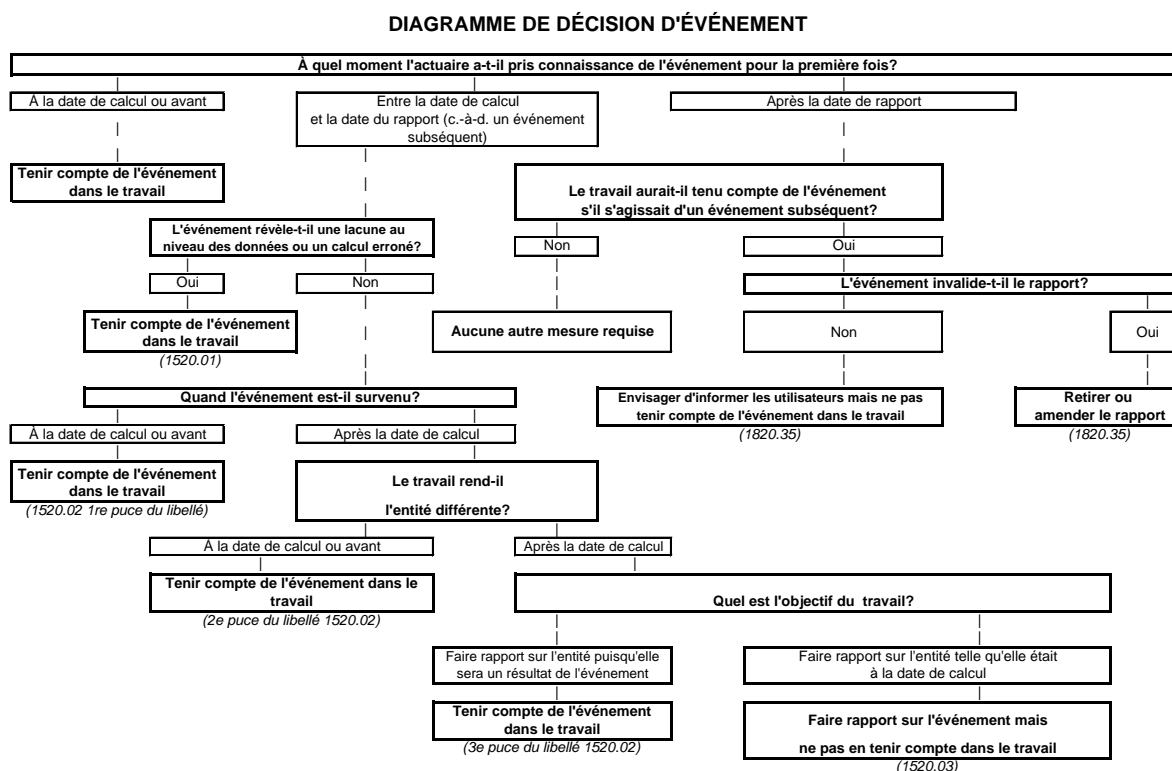 DIAGRAMME DE DÉCISION D'ÉVÉNEMENT
À quel moment l'actuaire a-t-il pris connaissance de l'événement pour la première fois?
À la date de calcul ou avant
Entre la date de calcul
et la date du rapport (c.-à-d. un événement
subséquent)
Après la date de rapport
Tenir compte de l'événement
dans le travail
Le travail aurait-il tenu compte de l'événement
s'il s'agissait d'un événement subséquent?
L'événement révèle-t-il une lacune au
niveau des données ou un calcul erroné?
Non
Oui
Oui
Non
L'événement invalide-t-il le rapport?
Tenir compte de l'événement
dans le travail
(1520.01)
Aucune autre mesure requise
Non
Oui
Quand l'événement est-il survenu?
Envisager d'informer les utilisateurs mais ne pas
tenir compte de l'événement dans le travail
(1820.35)
Retirer ou
amender le rapport
(1820.35)
À la date de calcul ou avant
Après la date de calcul
Tenir compte de l'événement
dans le travail
(1520.02 1re puce du libellé)
Le travail rend-il
l'entité différente?
À la date de calcul ou avant
Après la date de calcul
Tenir compte de l'événement dans le
travail
(2e puce du libellé 1520.02)
Quel est l'objectif du travail?
Faire rapport sur l'entité puisqu'elle
sera un résultat de l'événement
Faire rapport sur l'entité telle qu'elle était
à la date de calcul
Tenir compte de l'événement
dans le travail
(3e puce du libellé 1520.02)
Faire rapport sur l'événement mais
ne pas en tenir compte dans le travail
(1520.03)